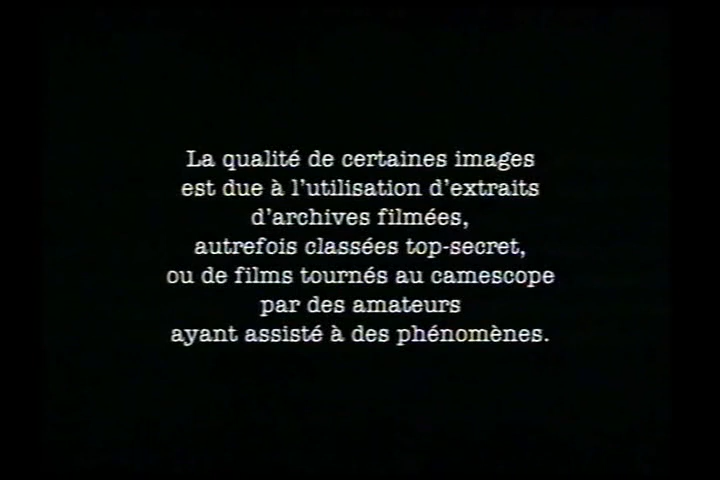 La qualité de certaines images
est due à l'utilisation d'extraits
d'archives filmées,
autrefois classées top-secret,
ou de films tournés au camescope
par des amateurs
ayant assisté à des phénomènes.